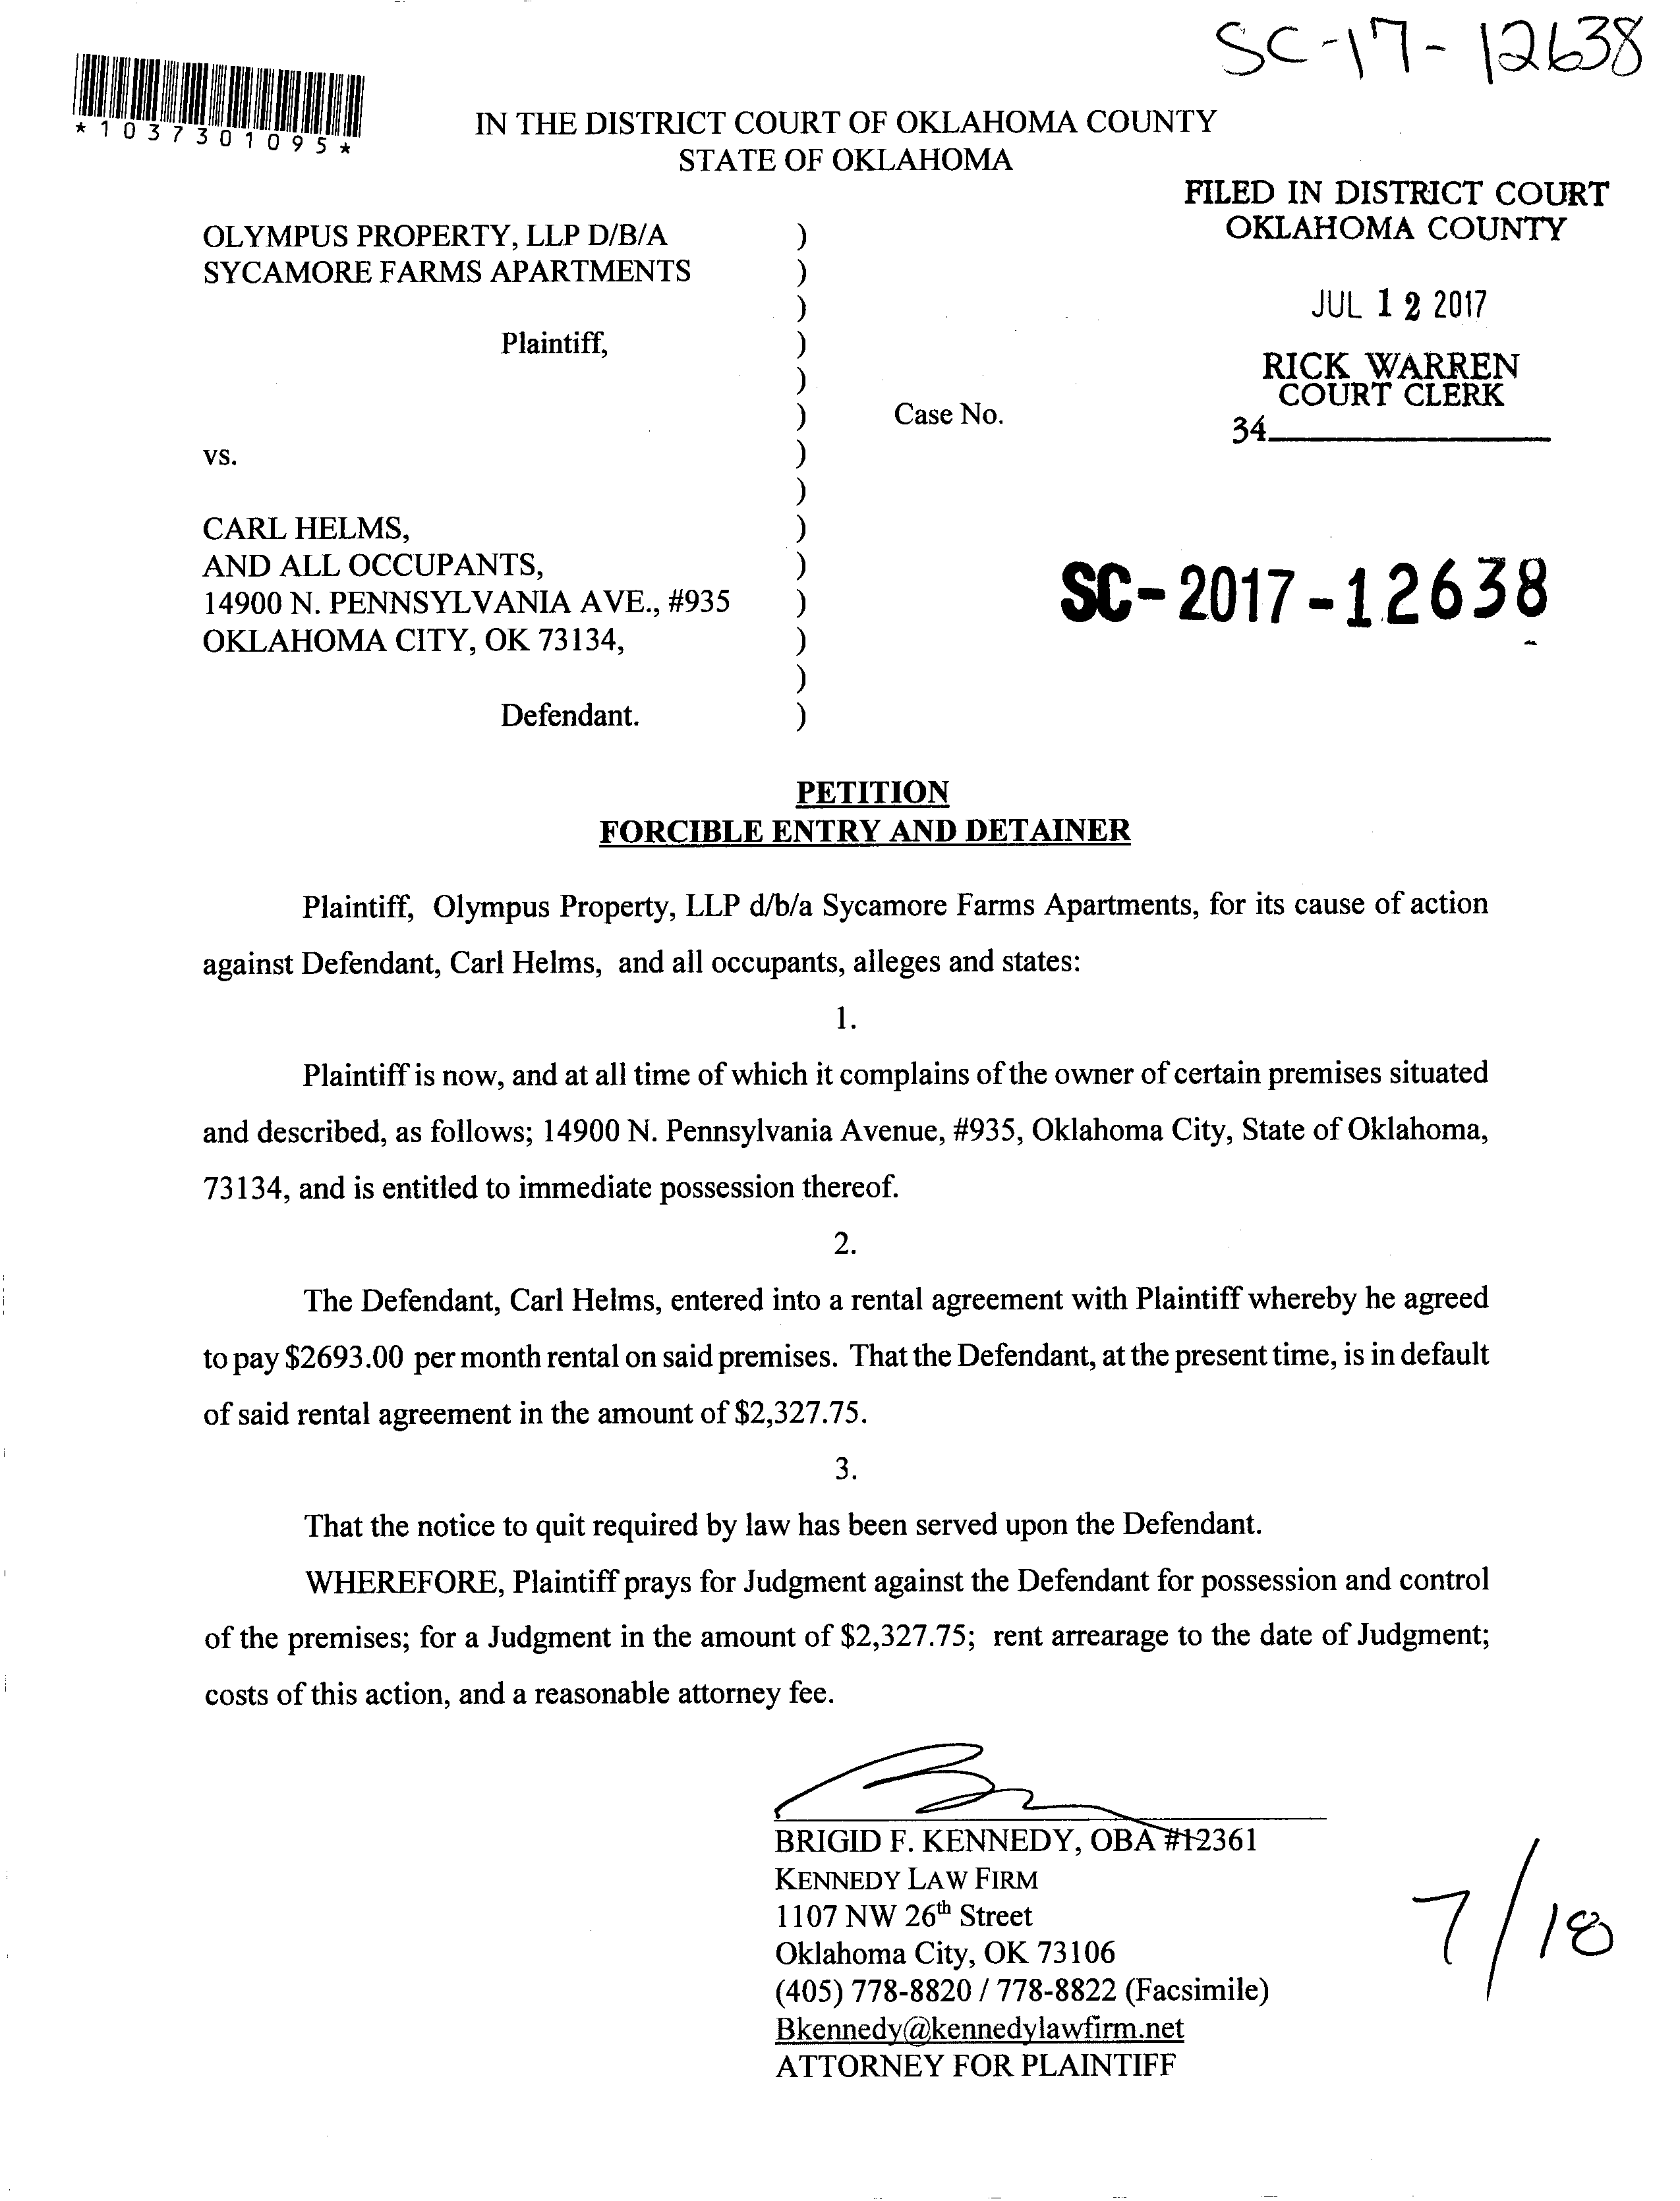 SC-17-12638
*1037301095*
IN THE DISTRICT COURT OF OKLAHOMA COUNTY
STATE OF OKLAHOMA
FILED IN DISTRICT COURT
OKLAHOMA COUNTY
JUL 12 2017
RICK WARREN
COURT CLERK
34
OLYMPUS PROPERTY, LLP D/B/A )
SYCAMORE FARMS APARTMENTS )
)
Plaintiff, )
)
) Case No.
vs. )
)
CARL HELMS, )
AND ALL OCCUPANTS, )
14900 N. PENNSYLVANIA AVE., #935 )
OKLAHOMA CITY, OK 73134, )
)
Defendant. )
SC-2017-12638
PETITION
FORCIBLE ENTRY AND DETAINER
Plaintiff, Olympus Property, LLP d/b/a Sycamore Farms Apartments, for its cause of action
against Defendant, Carl Helms, and all occupants, alleges and states:
1.
Plaintiff is now, and at all time of which it complains of the owner of certain premises situated
and described, as follows; 14900 N. Pennsylvania Avenue, #935, Oklahoma City, State of Oklahoma,
73134, and is entitled to immediate possession thereof.
2.
The Defendant, Carl Helms, entered into a rental agreement with Plaintiff whereby he agreed
to pay $2693.00 per month rental on said premises. That the Defendant, at the present time, is in default
of said rental agreement in the amount of $2,327.75.
3.
That the notice to quit required by law has been served upon the Defendant.
WHEREFORE, Plaintiff prays for Judgment against the Defendant for possession and control
of the premises; for a Judgment in the amount of $2,327.75; rent arrearage to the date of Judgment;
costs of this action, and a reasonable attorney fee.
BRIGID F. KENNEDY, OBA #12361
KENNEDY LAW FIRM
1107 NW 26th Street
Oklahoma City, OK 73106
(405) 778-8820 / 778-8822 (Facsimile)
Bkennedy@kennedylawfirm.net
ATTORNEY FOR PLAINTIFF
7/18